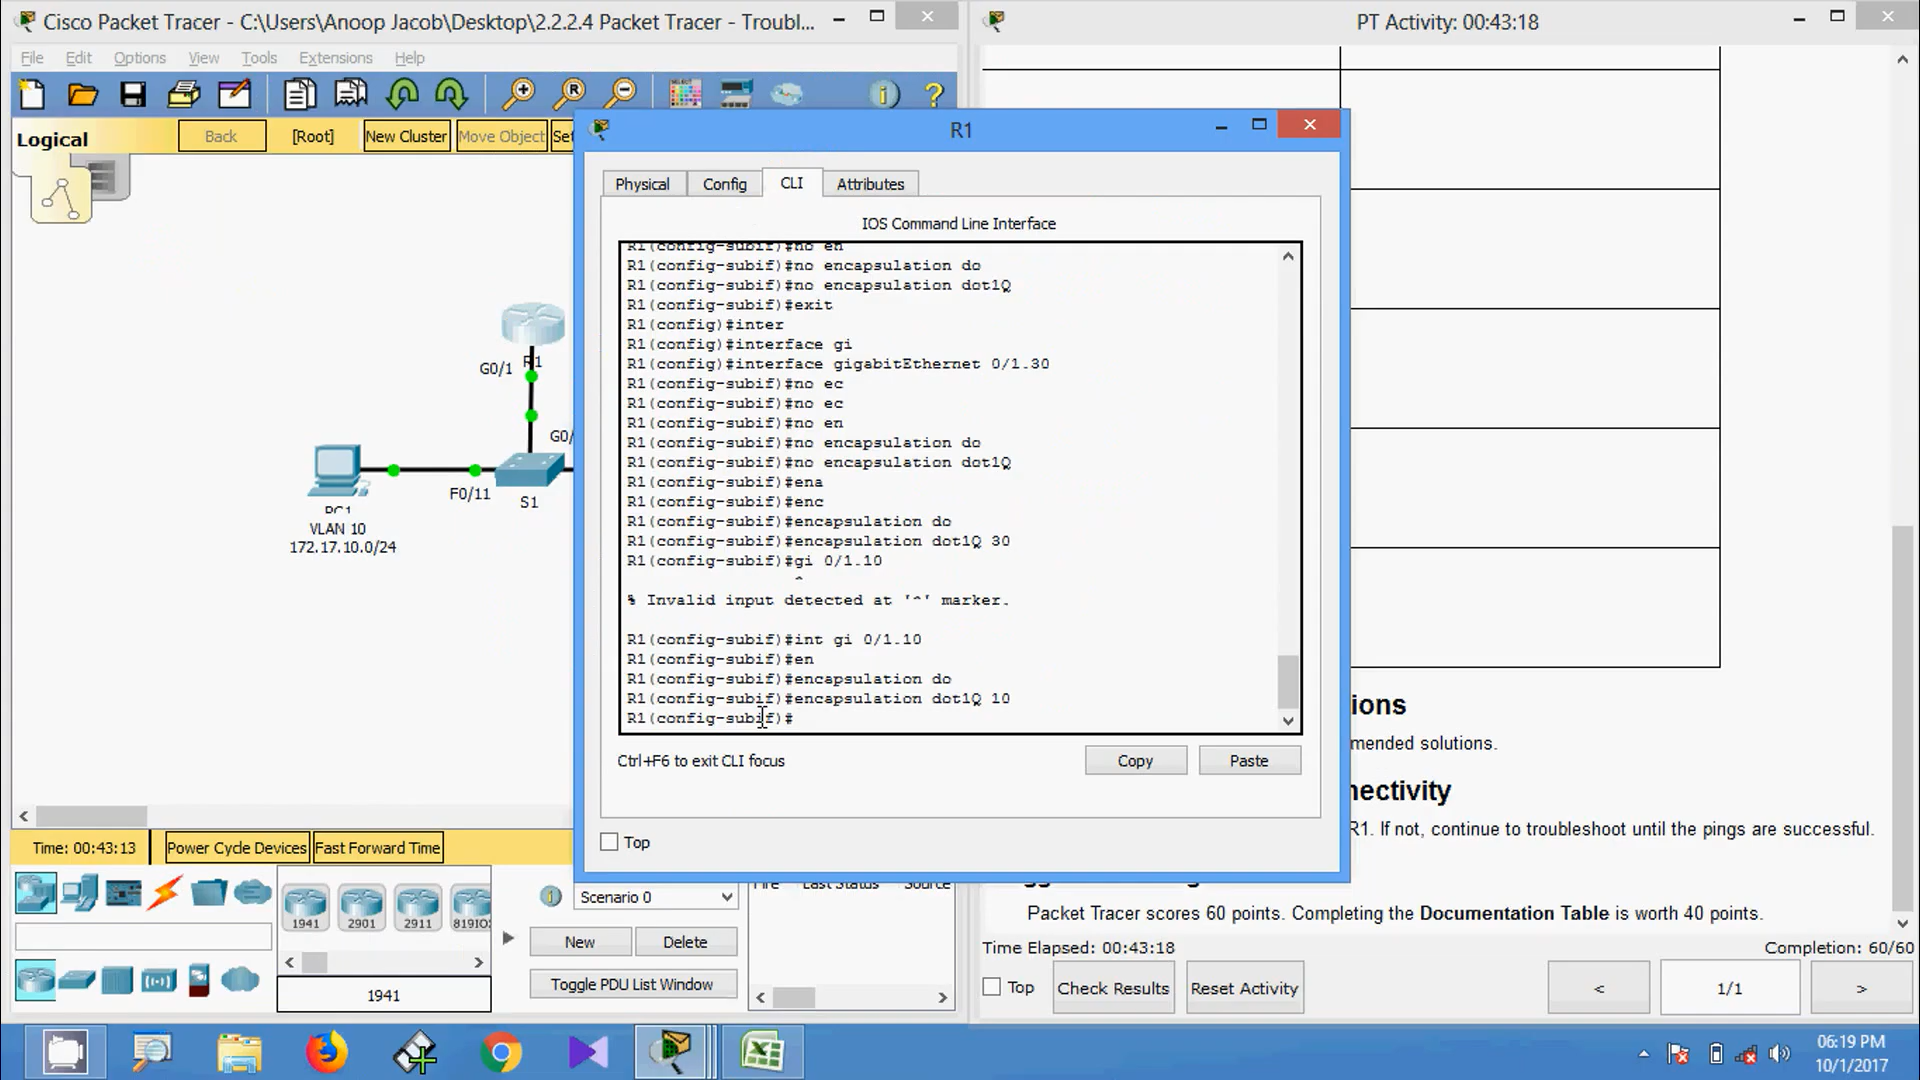 Cisco Packet Tracer - C:\Users\Anoop Jacob\Desktop\2.2.2.4 Packet Tracer - Troubl...
File Edit Options View Tools Extensions Help
Logical
Back
[Root]
New Cluster
Move Object
G0/1
R1
F0/11
S1
VLAN 10
172.17.10.0/24
Time: 00:43:13
Power Cycle Devices
Fast Forward Time
1941 2901 2911
1941
Scenario 0
New
Delete
Toggle PDU List Window
Last Status Source
R1
Physical Config CLI Attributes
IOS Command Line Interface
R1(config-subif)#no en
R1(config-subif)#no encapsulation do
R1(config-subif)#no encapsulation dot1Q
R1(config-subif)#exit
R1(config)#inter
R1(config)#interface gi
R1(config)#interface gigabitEthernet 0/1.30
R1(config-subif)#no ec
R1(config-subif)#no ec
R1(config-subif)#no en
R1(config-subif)#no encapsulation do
R1(config-subif)#no encapsulation dot1Q
R1(config-subif)#ena
R1(config-subif)#enc
R1(config-subif)#encapsulation do
R1(config-subif)#encapsulation dot1Q 30
R1(config-subif)#gi 0/1.10
^
% Invalid input detected at '^' marker.
R1(config-subif)#int gi 0/1.10
R1(config-subif)#en
R1(config-subif)#encapsulation do
R1(config-subif)#encapsulation dot1Q 10
R1(config-subif)#
Ctrl+F6 to exit CLI focus
Copy
Paste
Top
PT Activity: 00:43:18
R1. If not, continue to troubleshoot until the pings are successful.
Packet Tracer scores 60 points. Completing the Documentation Table is worth 40 points.
Time Elapsed: 00:43:18
Completion: 60/60
Top
Check Results
Reset Activity
<
1/1
>
06:19 PM
10/1/2017